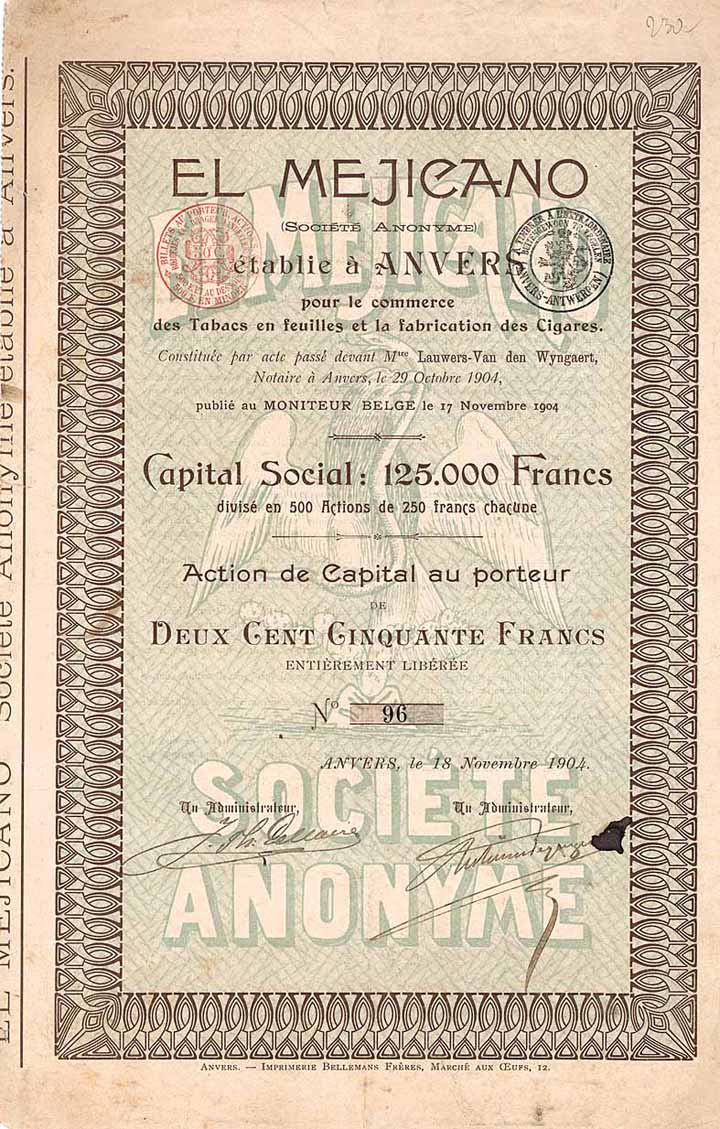 230
EL MEJICANO
(SOCIÉTÉ ANONYME)
établie à ANVERS
pour le commerce
des Tabacs en feuilles et la fabrication des Cigares.
Constituée par acte passé devant Mtre Lauwers-Van den Wyngaert,
Notaire à Anvers, le 29 Octobre 1904,
publié au MONITEUR BELGE le 17 Novembre 1904
Capital Social: 125.000 Francs
divisé en 500 Actions de 250 francs chacune
Action de Capital au porteur
DE
DEUX CENT CINQUANTE FRANCS
ENTIÈREMENT LIBÉRÉE
No 96
ANVERS, le 18 Novembre 1904.
Un Administrateur,
Un Administrateur,
EL MEJICANO
SOCIÉTÉ
ANONYME
ANVERS. — IMPRIMERIE BELLEMANS FRÈRES, MARCHÉ AUX ŒUFS, 12.
EL MEJICANO Société Anonyme établie à Anvers.